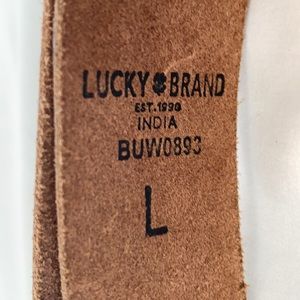 LUCKY BRAND
EST.1990
INDIA
BUW0893
L